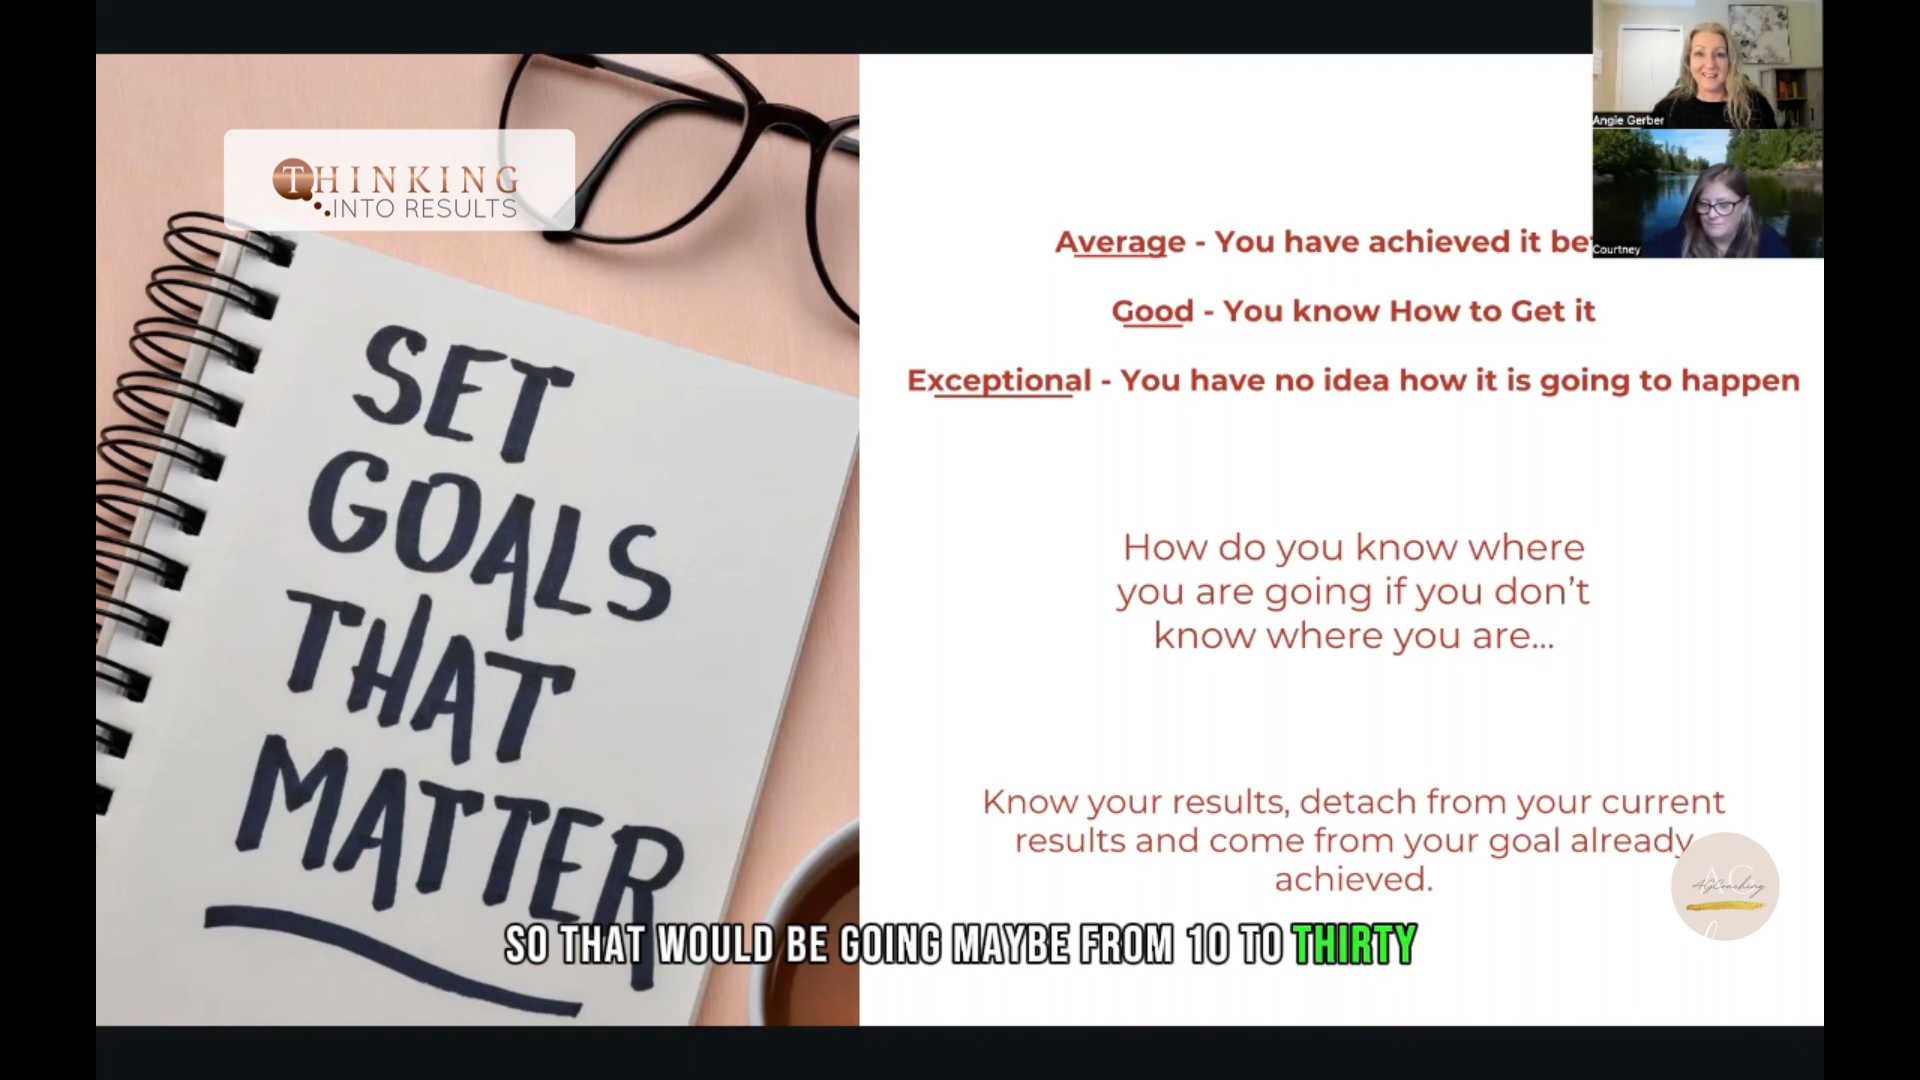 THINKING
INTO RESULTS
SET
GOALS
THAT
MATTER
Angie Gerber
Courtney
Average - You have achieved it be
Good - You know How to Get it
Exceptional - You have no idea how it is going to happen
How do you know where
you are going if you don't
know where you are...
Know your results, detach from your current
results and come from your goal already
achieved.
AG
AGCoaching
SO THAT WOULD BE GOING MAYBE FROM 10 TO THIRTY